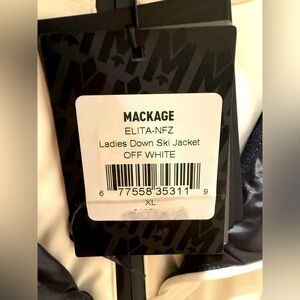 MACKAGE
ELITA-NFZ
Ladies Down Ski Jacket
OFF WHITE
6 77558 35311 9
XL